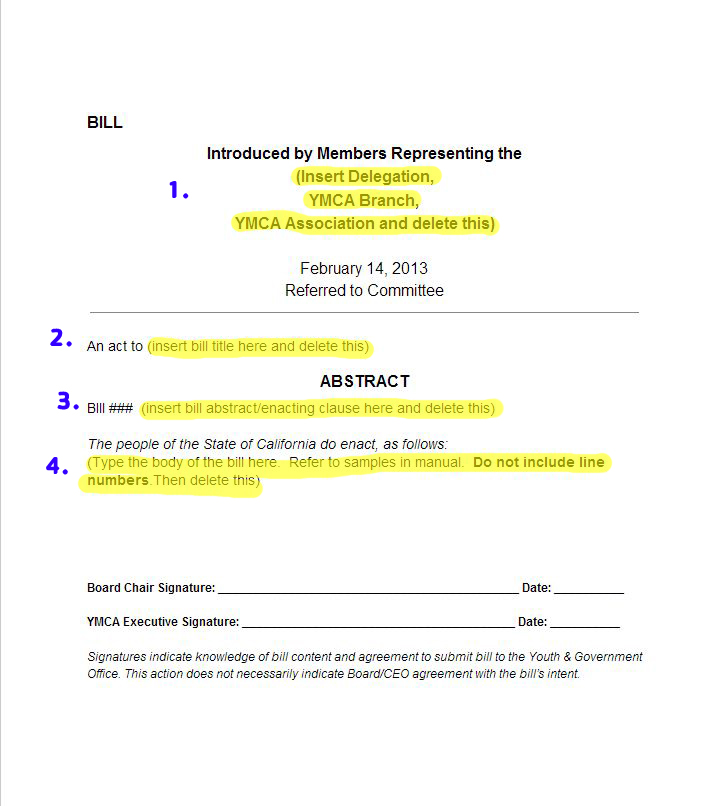 BILL
Introduced by Members Representing the
1. (Insert Delegation,
YMCA Branch,
YMCA Association and delete this)
February 14, 2013
Referred to Committee
2. An act to (insert bill title here and delete this)
ABSTRACT
3. Bill ### (insert bill abstract/enacting clause here and delete this)
The people of the State of California do enact, as follows:
4. (Type the body of the bill here. Refer to samples in manual. Do not include line
numbers.Then delete this)
Board Chair Signature: ____________________ Date: __________
YMCA Executive Signature: ____________________ Date: __________
Signatures indicate knowledge of bill content and agreement to submit bill to the Youth & Government
Office. This action does not necessarily indicate Board/CEO agreement with the bill's intent.